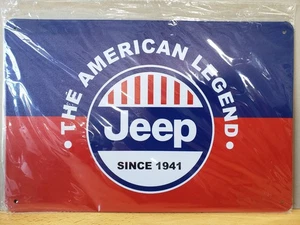 • THE AMERICAN LEGEND •
Jeep
SINCE 1941